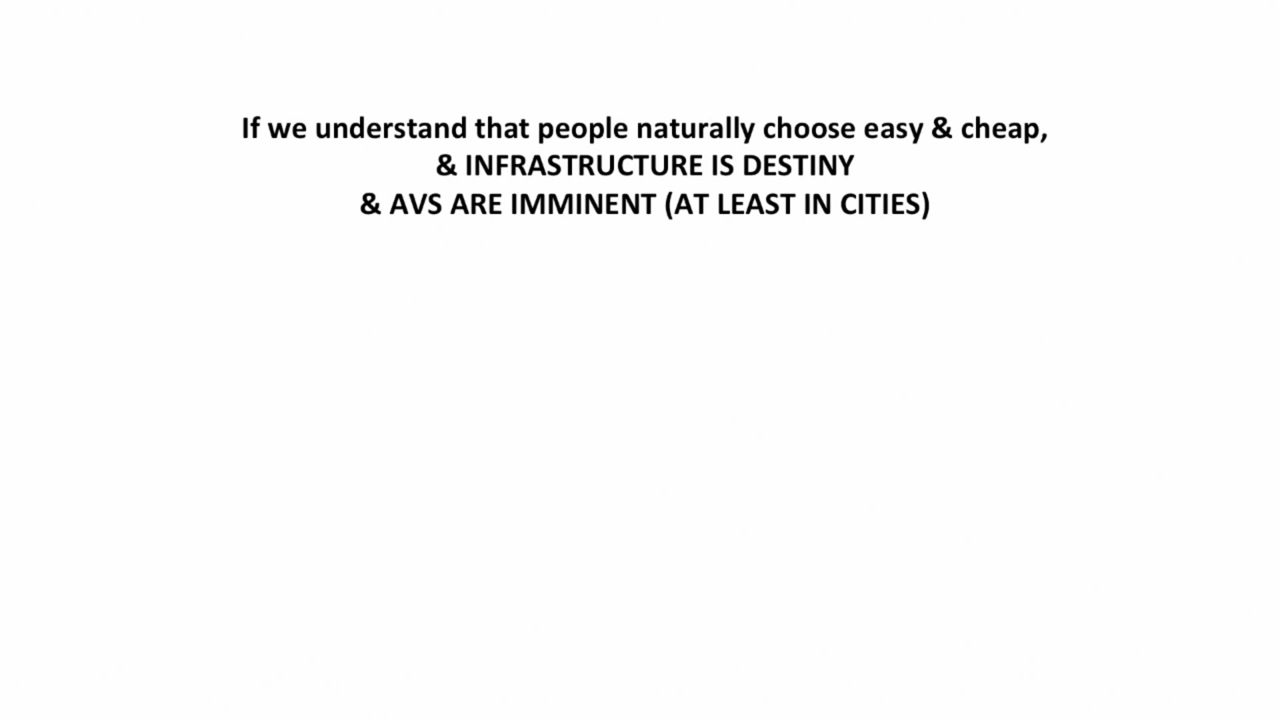 If we understand that people naturally choose easy & cheap,
& INFRASTRUCTURE IS DESTINY
& AVS ARE IMMINENT (AT LEAST IN CITIES)